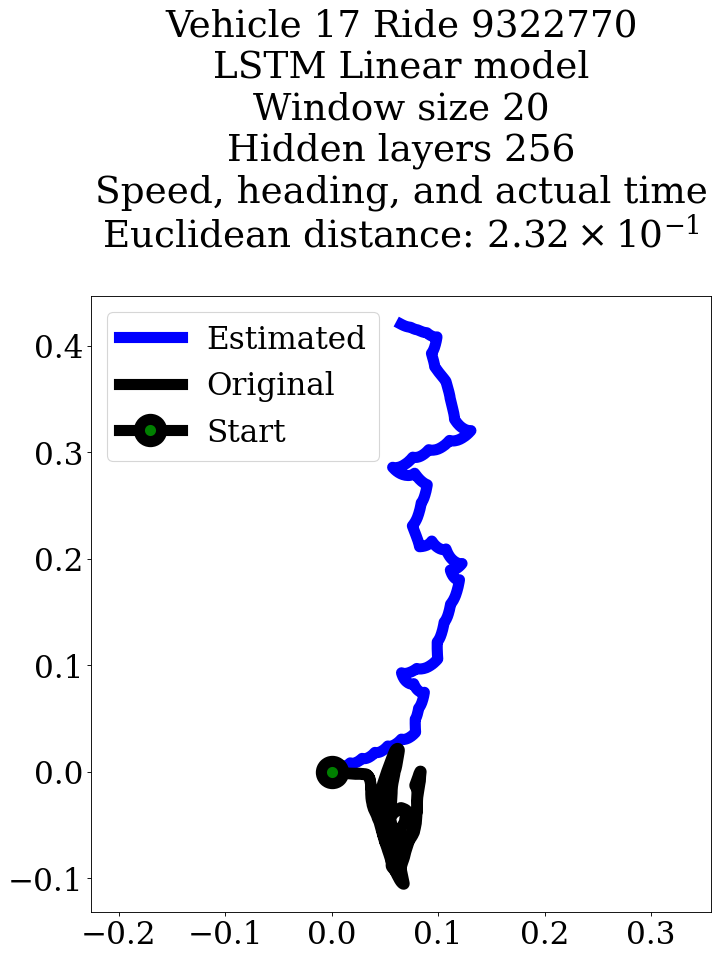 Vehicle 17 Ride 9322770
LSTM Linear model
Window size 20
Hidden layers 256
Speed, heading, and actual time
Euclidean distance: 2.32 × 10⁻¹
Estimated
Original
Start
0.4
0.3
0.2
0.1
0.0
−0.1
−0.2
−0.1
0.0
0.1
0.2
0.3